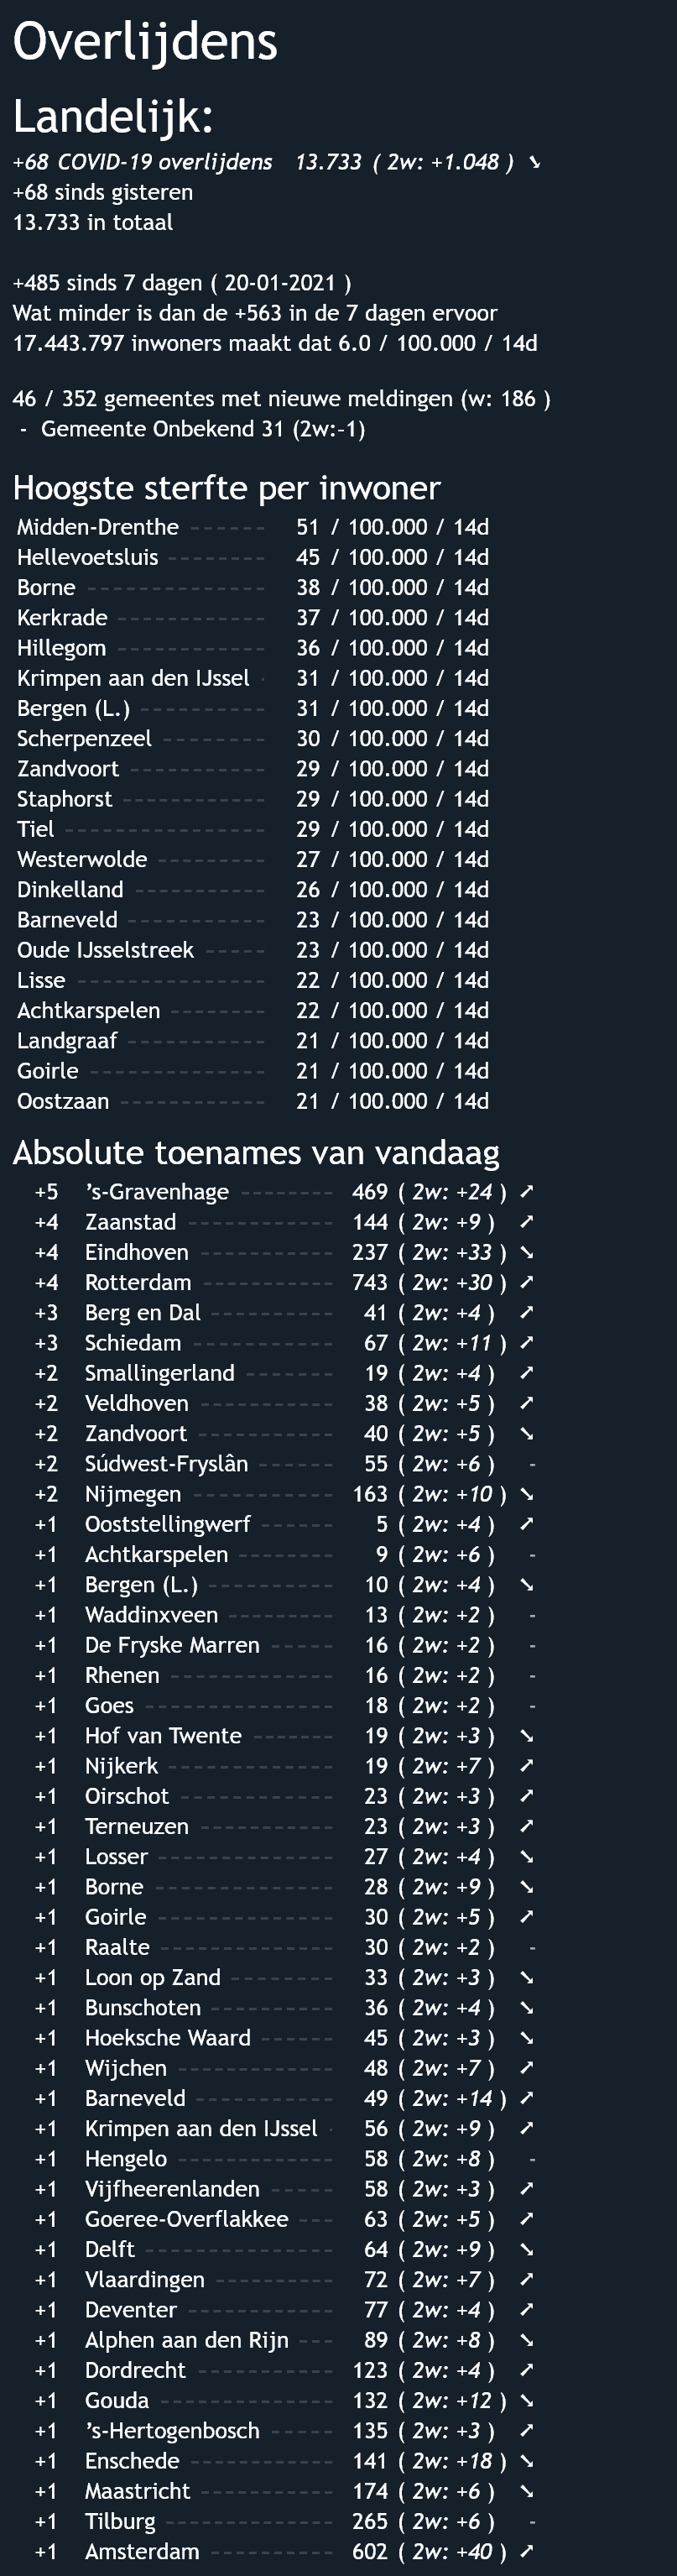 Overlijdens
Landelijk:
+68 COVID-19 overlijdens 13.733 ( 2w: +1.048 ) ➘
+68 sinds gisteren
13.733 in totaal
+485 sinds 7 dagen ( 20-01-2021 )
Wat minder is dan de +563 in de 7 dagen ervoor
17.443.797 inwoners maakt dat 6.0 / 100.000 / 14d
46 / 352 gemeentes met nieuwe meldingen (w: 186 )
- Gemeente Onbekend 31 (2w:-1)
Hoogste sterfte per inwoner
Midden-Drenthe ------ 51 / 100.000 / 14d
Hellevoetsluis -------- 45 / 100.000 / 14d
Borne -------------- 38 / 100.000 / 14d
Kerkrade ----------- 37 / 100.000 / 14d
Hillegom ----------- 36 / 100.000 / 14d
Krimpen aan den IJssel - 31 / 100.000 / 14d
Bergen (L.) --------- 31 / 100.000 / 14d
Scherpenzeel -------- 30 / 100.000 / 14d
Zandvoort ---------- 29 / 100.000 / 14d
Staphorst ----------- 29 / 100.000 / 14d
Tiel ---------------- 29 / 100.000 / 14d
Westerwolde -------- 27 / 100.000 / 14d
Dinkelland ---------- 26 / 100.000 / 14d
Barneveld ----------- 23 / 100.000 / 14d
Oude IJsselstreek ----- 23 / 100.000 / 14d
Lisse --------------- 22 / 100.000 / 14d
Achtkarspelen ------- 22 / 100.000 / 14d
Landgraaf ----------- 21 / 100.000 / 14d
Goirle -------------- 21 / 100.000 / 14d
Oostzaan ----------- 21 / 100.000 / 14d
Absolute toenames van vandaag
+5 ’s-Gravenhage -------- 469 ( 2w: +24 ) ➚
+4 Zaanstad ------------ 144 ( 2w: +9 ) ➚
+4 Eindhoven ----------- 237 ( 2w: +33 ) ➘
+4 Rotterdam ---------- 743 ( 2w: +30 ) ➚
+3 Berg en Dal ---------- 41 ( 2w: +4 ) ➚
+3 Schiedam ----------- 67 ( 2w: +11 ) ➚
+2 Smallingerland ------- 19 ( 2w: +4 ) ➚
+2 Veldhoven ----------- 38 ( 2w: +5 ) ➚
+2 Zandvoort ----------- 40 ( 2w: +5 ) ➘
+2 Súdwest-Fryslân ------ 55 ( 2w: +6 ) -
+2 Nijmegen ----------- 163 ( 2w: +10 ) ➘
+1 Ooststellingwerf ------ 5 ( 2w: +4 ) ➚
+1 Achtkarspelen -------- 9 ( 2w: +6 ) -
+1 Bergen (L.) ---------- 10 ( 2w: +4 ) ➘
+1 Waddinxveen --------- 13 ( 2w: +2 ) -
+1 De Fryske Marren ----- 16 ( 2w: +2 ) -
+1 Rhenen ------------- 16 ( 2w: +2 ) -
+1 Goes --------------- 18 ( 2w: +2 ) -
+1 Hof van Twente ------- 19 ( 2w: +3 ) ➘
+1 Nijkerk ------------- 19 ( 2w: +7 ) ➚
+1 Oirschot ------------ 23 ( 2w: +3 ) ➚
+1 Terneuzen ---------- 23 ( 2w: +3 ) ➚
+1 Losser -------------- 27 ( 2w: +4 ) ➘
+1 Borne -------------- 28 ( 2w: +9 ) ➘
+1 Goirle -------------- 30 ( 2w: +5 ) ➚
+1 Raalte -------------- 30 ( 2w: +2 ) -
+1 Loon op Zand -------- 33 ( 2w: +3 ) ➘
+1 Bunschoten ---------- 36 ( 2w: +4 ) ➘
+1 Hoeksche Waard ------ 45 ( 2w: +3 ) ➘
+1 Wijchen ------------ 48 ( 2w: +7 ) ➚
+1 Barneveld ----------- 49 ( 2w: +14 ) ➚
+1 Krimpen aan den IJssel - 56 ( 2w: +9 ) ➚
+1 Hengelo ------------ 58 ( 2w: +8 ) -
+1 Vijfheerenlanden ----- 58 ( 2w: +3 ) ➚
+1 Goeree-Overflakkee --- 63 ( 2w: +5 ) ➚
+1 Delft --------------- 64 ( 2w: +9 ) ➘
+1 Vlaardingen --------- 72 ( 2w: +7 ) ➚
+1 Deventer ----------- 77 ( 2w: +4 ) ➚
+1 Alphen aan den Rijn --- 89 ( 2w: +8 ) ➘
+1 Dordrecht ----------- 123 ( 2w: +4 ) ➚
+1 Gouda -------------- 132 ( 2w: +12 ) ➘
+1 ’s-Hertogenbosch ----- 135 ( 2w: +3 ) ➚
+1 Enschede ----------- 141 ( 2w: +18 ) ➘
+1 Maastricht ---------- 174 ( 2w: +6 ) ➘
+1 Tilburg ------------- 265 ( 2w: +6 ) -
+1 Amsterdam ---------- 602 ( 2w: +40 ) ➚